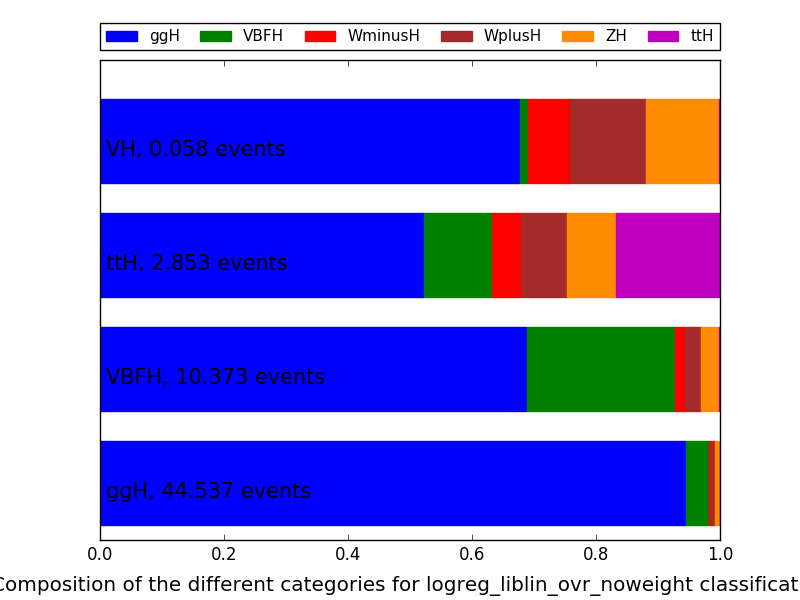 ggH VBFH WminusH WplusH ZH ttH
VH, 0.058 events
ttH, 2.853 events
VBFH, 10.373 events
ggH, 44.537 events
0.0 0.2 0.4 0.6 0.8 1.0
Composition of the different categories for logreg_liblin_ovr_noweight classificat